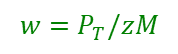 w = P_T/zM